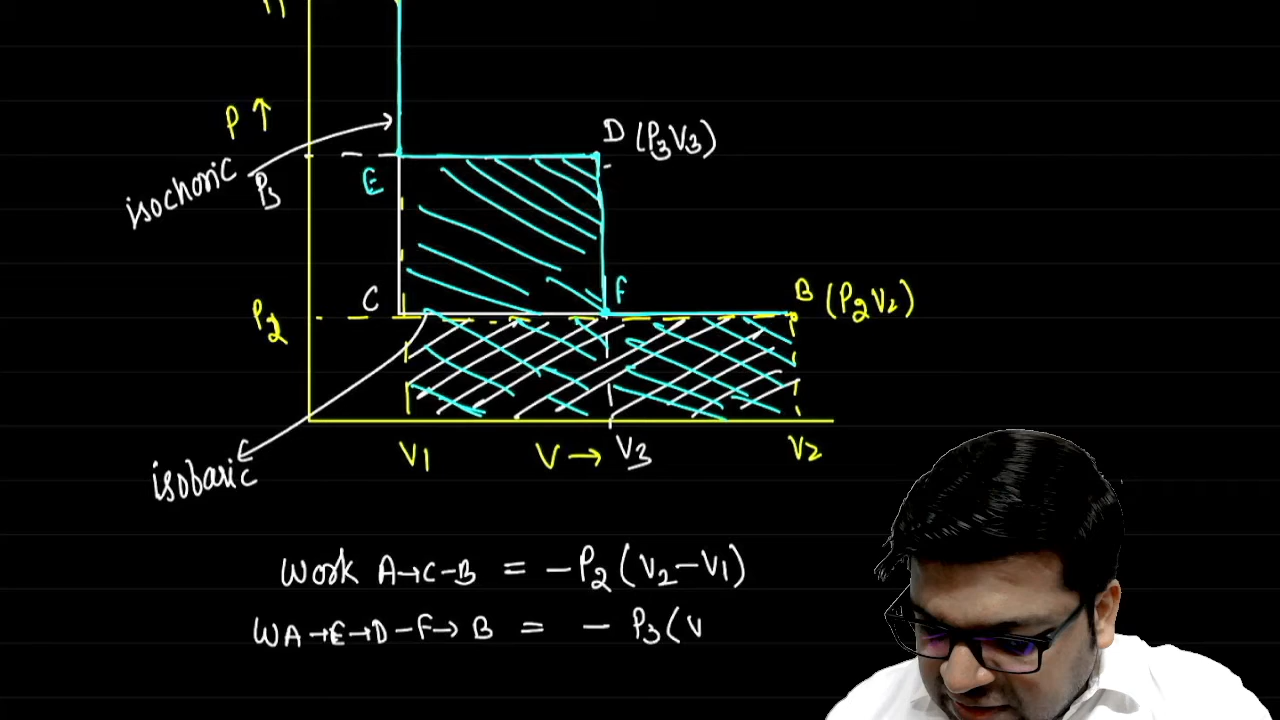 P ↑
D (P3V3)
isochoric
P3
E
C
F
B (P2V2)
P2
V1
V →
V3
V2
isobaric
Work A→C-B = -P2(V2-V1)
WA→E→D-F→B = - P3(V